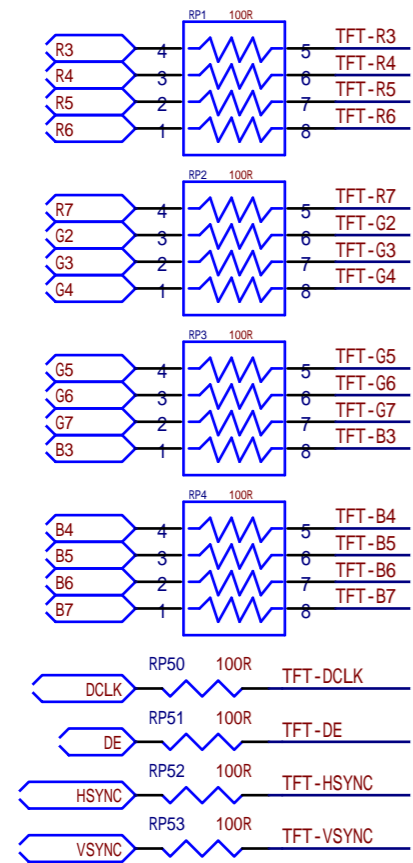 RP1 100R
R3 4 5 TFT-R3
R4 3 6 TFT-R4
R5 2 7 TFT-R5
R6 1 8 TFT-R6
RP2 100R
R7 4 5 TFT-R7
G2 3 6 TFT-G2
G3 2 7 TFT-G3
G4 1 8 TFT-G4
RP3 100R
G5 4 5 TFT-G5
G6 3 6 TFT-G6
G7 2 7 TFT-G7
B3 1 8 TFT-B3
RP4 100R
B4 4 5 TFT-B4
B5 3 6 TFT-B5
B6 2 7 TFT-B6
B7 1 8 TFT-B7
RP50 100R TFT-DCLK
DCLK
RP51 100R TFT-DE
DE
RP52 100R TFT-HSYNC
HSYNC
RP53 100R TFT-VSYNC
VSYNC